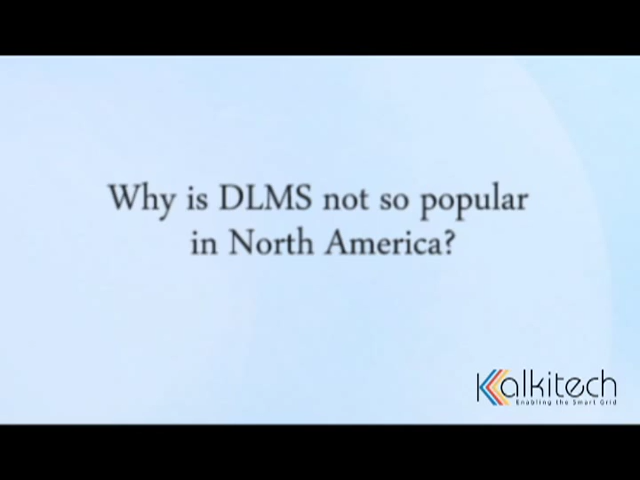 Why is DLMS not so popular
in North America?
Kalkitech
Enabling the Smart Grid